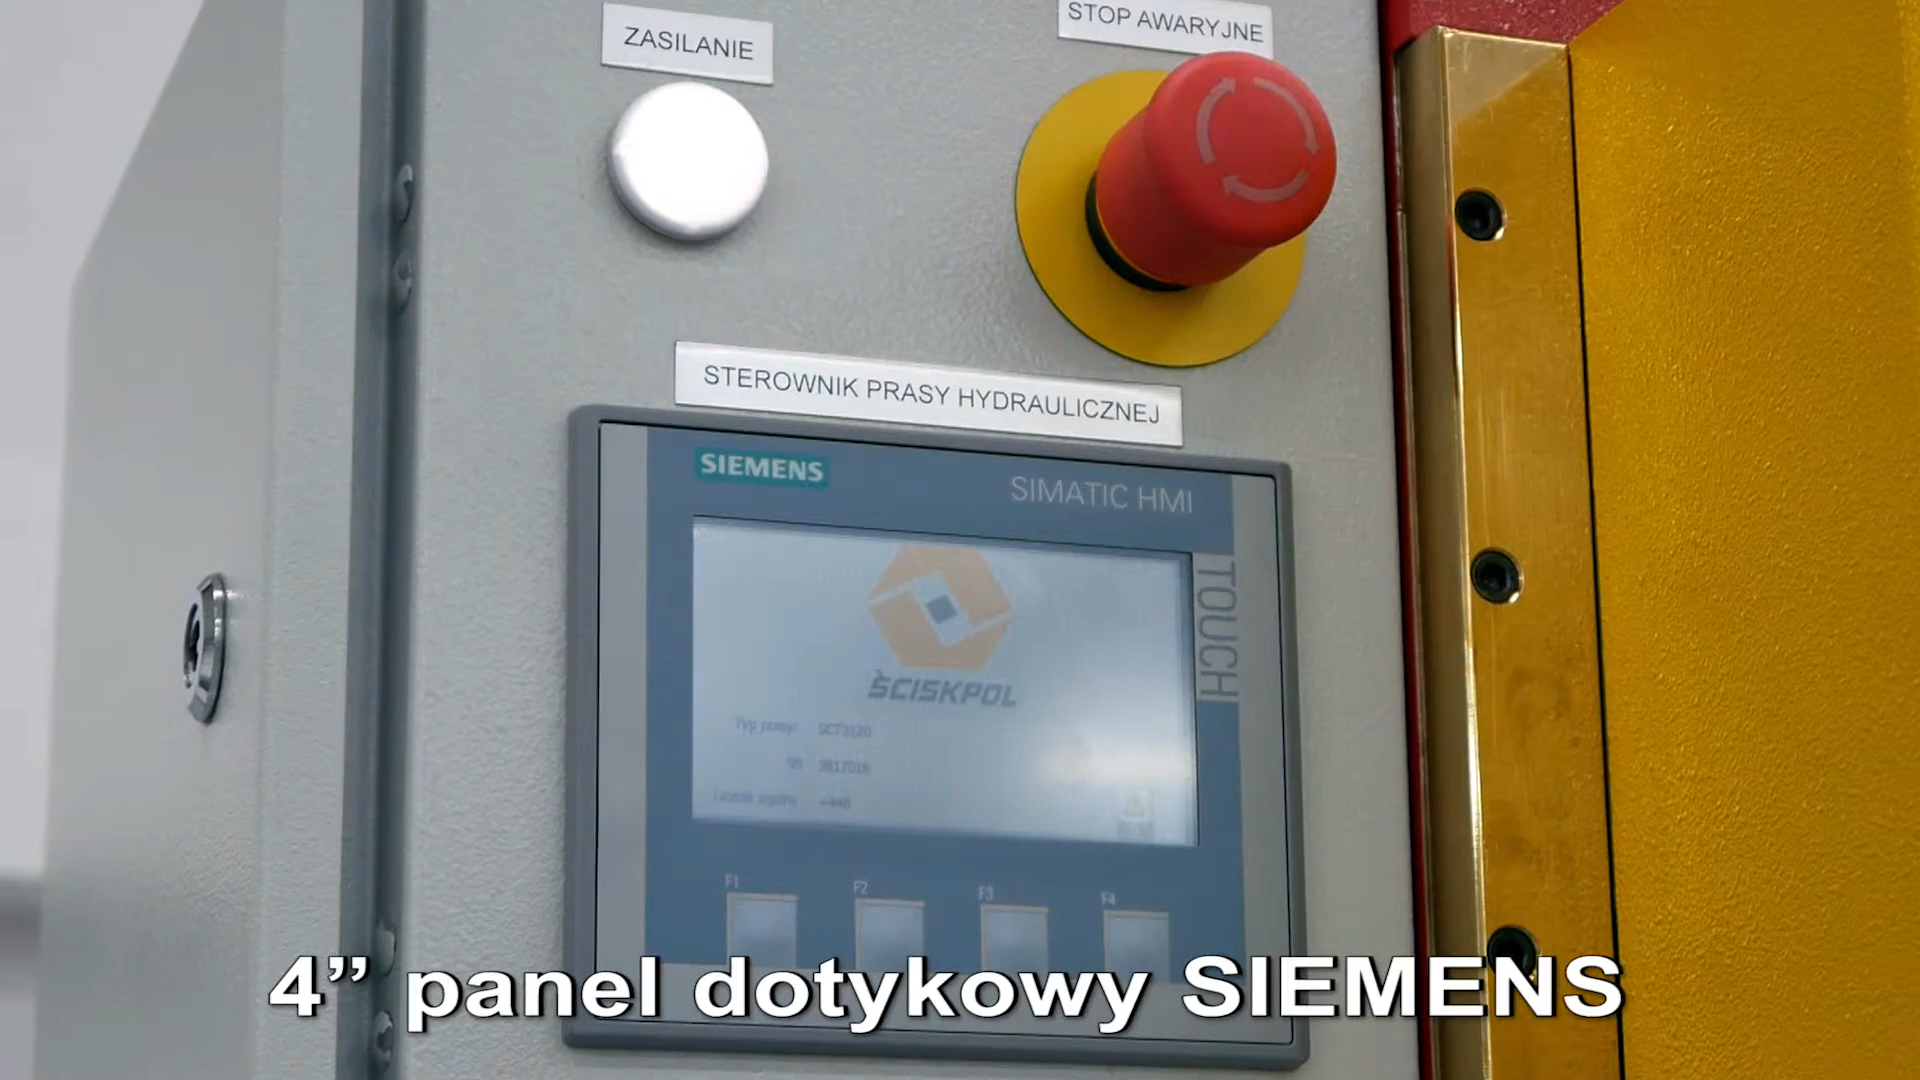 ZASILANIE
STOP AWARYJNE
STEROWNIK PRASY HYDRAULICZNEJ
SIEMENS
SIMATIC HMI
TOUCH
ŚCISKPOL
Typ prasy: SCT3120
F1 F2 F3 F4
4” panel dotykowy SIEMENS